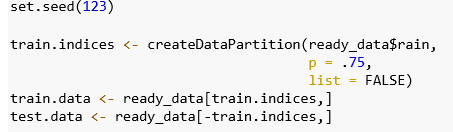 set.seed(123)
train.indices <- createDataPartition(ready_data$rain,
p = .75,
list = FALSE)
train.data <- ready_data[train.indices,]
test.data <- ready_data[-train.indices,]